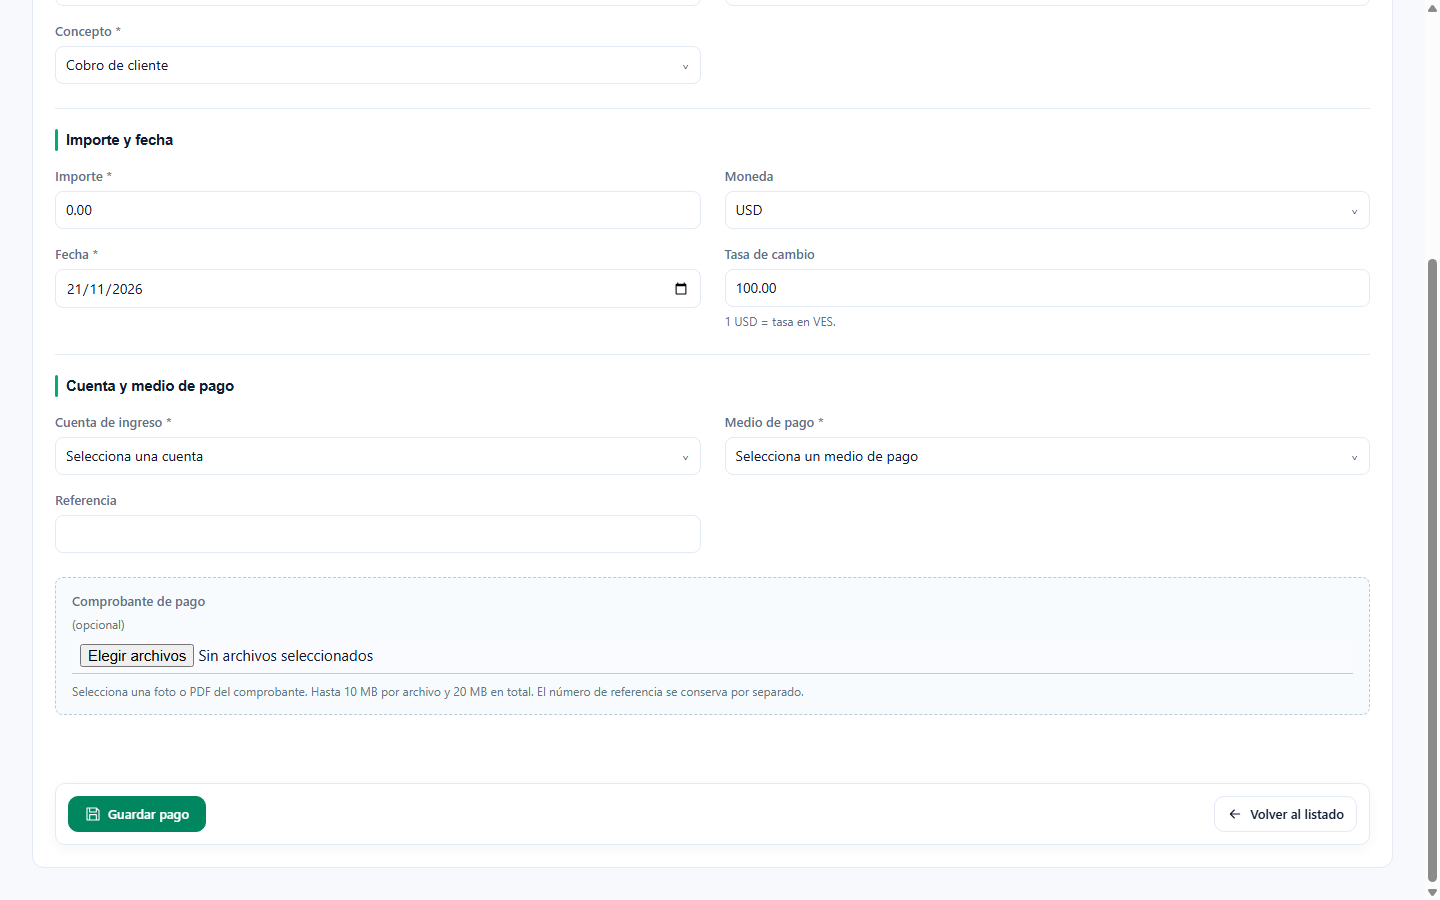 Concepto *
Cobro de cliente
Importe y fecha
Importe *
Moneda
0.00
USD
Fecha *
Tasa de cambio
21/11/2026
100.00
1 USD = tasa en VES.
Cuenta y medio de pago
Cuenta de ingreso *
Medio de pago *
Selecciona una cuenta
Selecciona un medio de pago
Referencia
Comprobante de pago
(opcional)
Elegir archivos Sin archivos seleccionados
Selecciona una foto o PDF del comprobante. Hasta 10 MB por archivo y 20 MB en total. El número de referencia se conserva por separado.
Guardar pago
Volver al listado